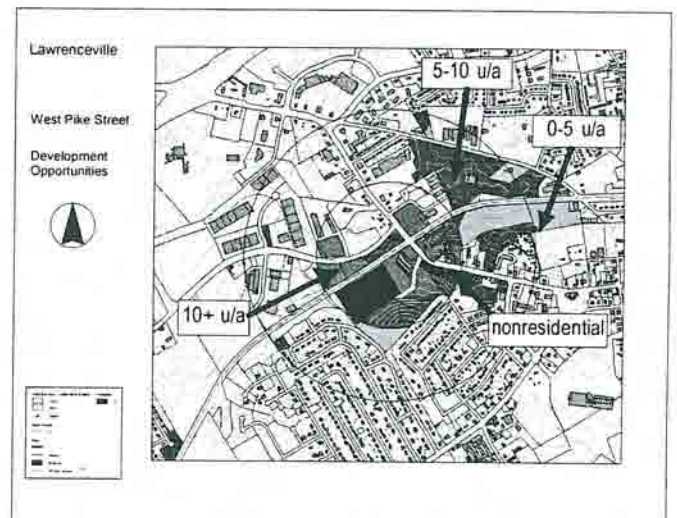 Lawrenceville
West Pike Street
Development
Opportunities
5-10 u/a
0-5 u/a
10+ u/a
nonresidential